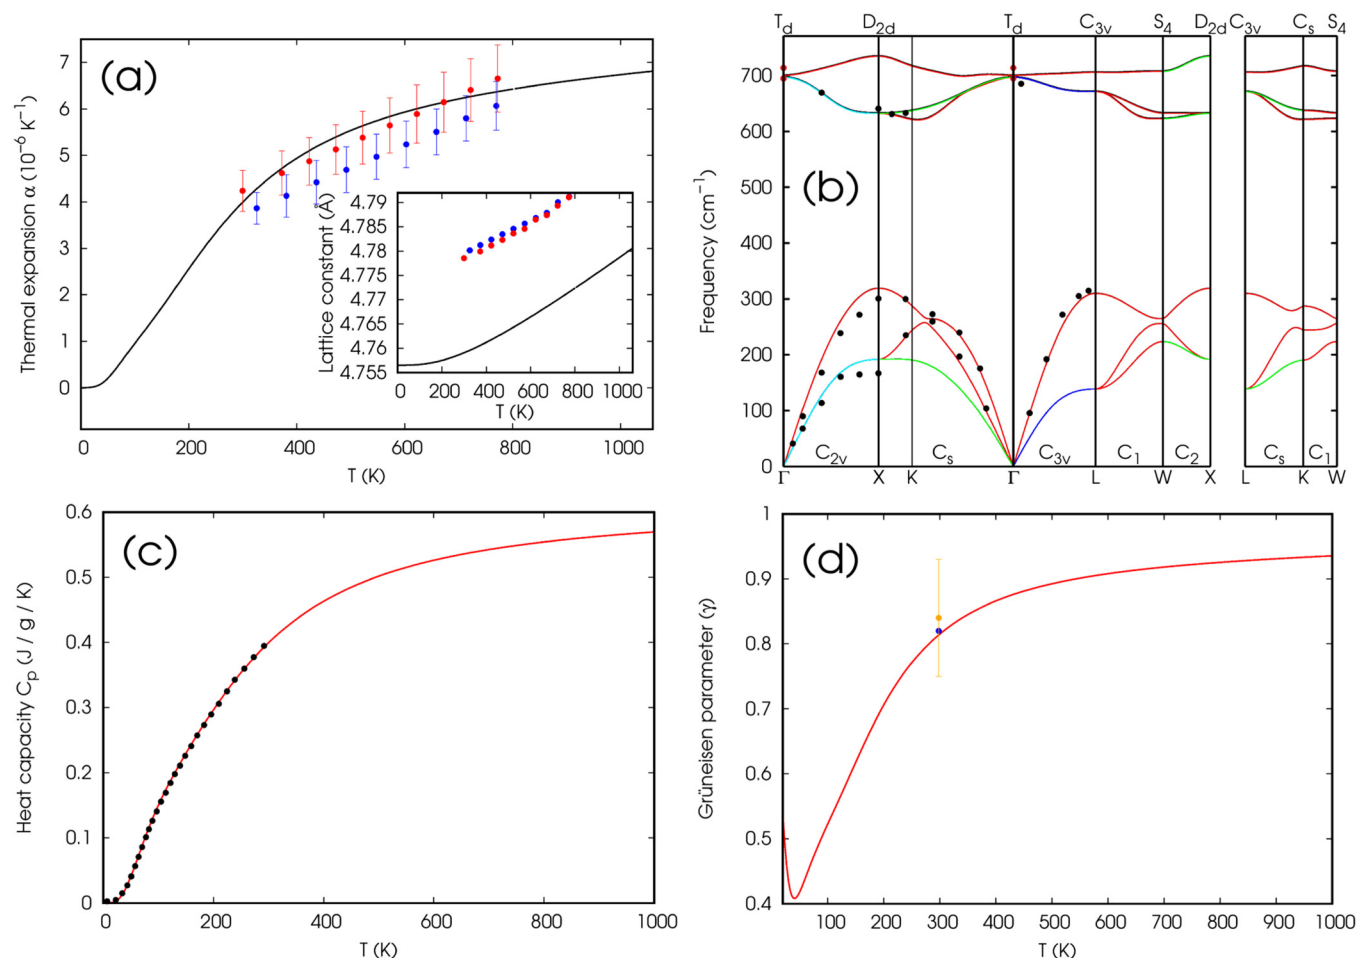 (a)
Thermal expansion α (10⁻⁶ K⁻¹)
7
6
5
4
3
2
1
0
0 200 400 600 800 1000
T (K)
Lattice constant (Å)
4.79
4.785
4.78
4.775
4.77
4.765
4.76
4.755
0 200 400 600 800 1000
T (K)
(b)
T_d D_2d T_d C_3v S_4 D_2d C_3v C_s S_4
Frequency (cm⁻¹)
700
600
500
400
300
200
100
0
C_2v C_s C_3v C_1 C_2 C_s C_1
Γ X K Γ L W X L K W
(c)
Heat capacity C_p (J / g / K)
0.6
0.5
0.4
0.3
0.2
0.1
0
0 200 400 600 800 1000
T (K)
(d)
Grüneisen parameter (γ)
1
0.9
0.8
0.7
0.6
0.5
0.4
100 200 300 400 500 600 700 800 900 1000
T (K)